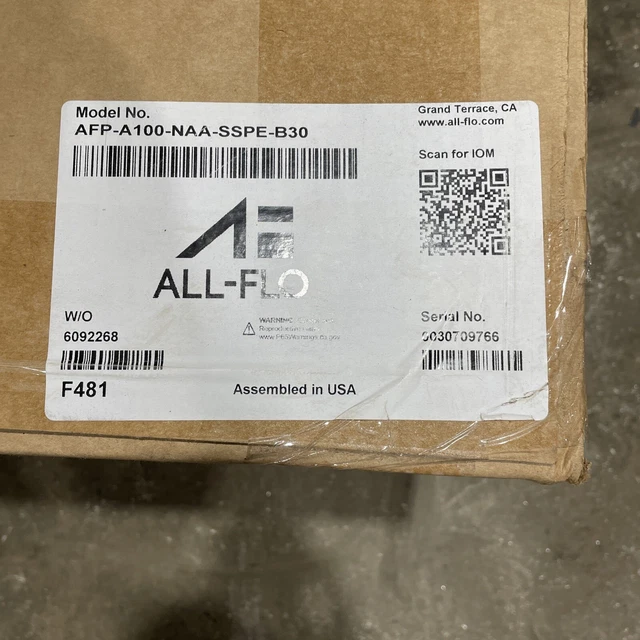 Model No.
AFP-A100-NAA-SSPE-B30
Grand Terrace, CA
www.all-flo.com
Scan for IOM
ALL-FLO
W/O
6092268
F481
WARNING:
Assembled in USA
Serial No.
6030709766